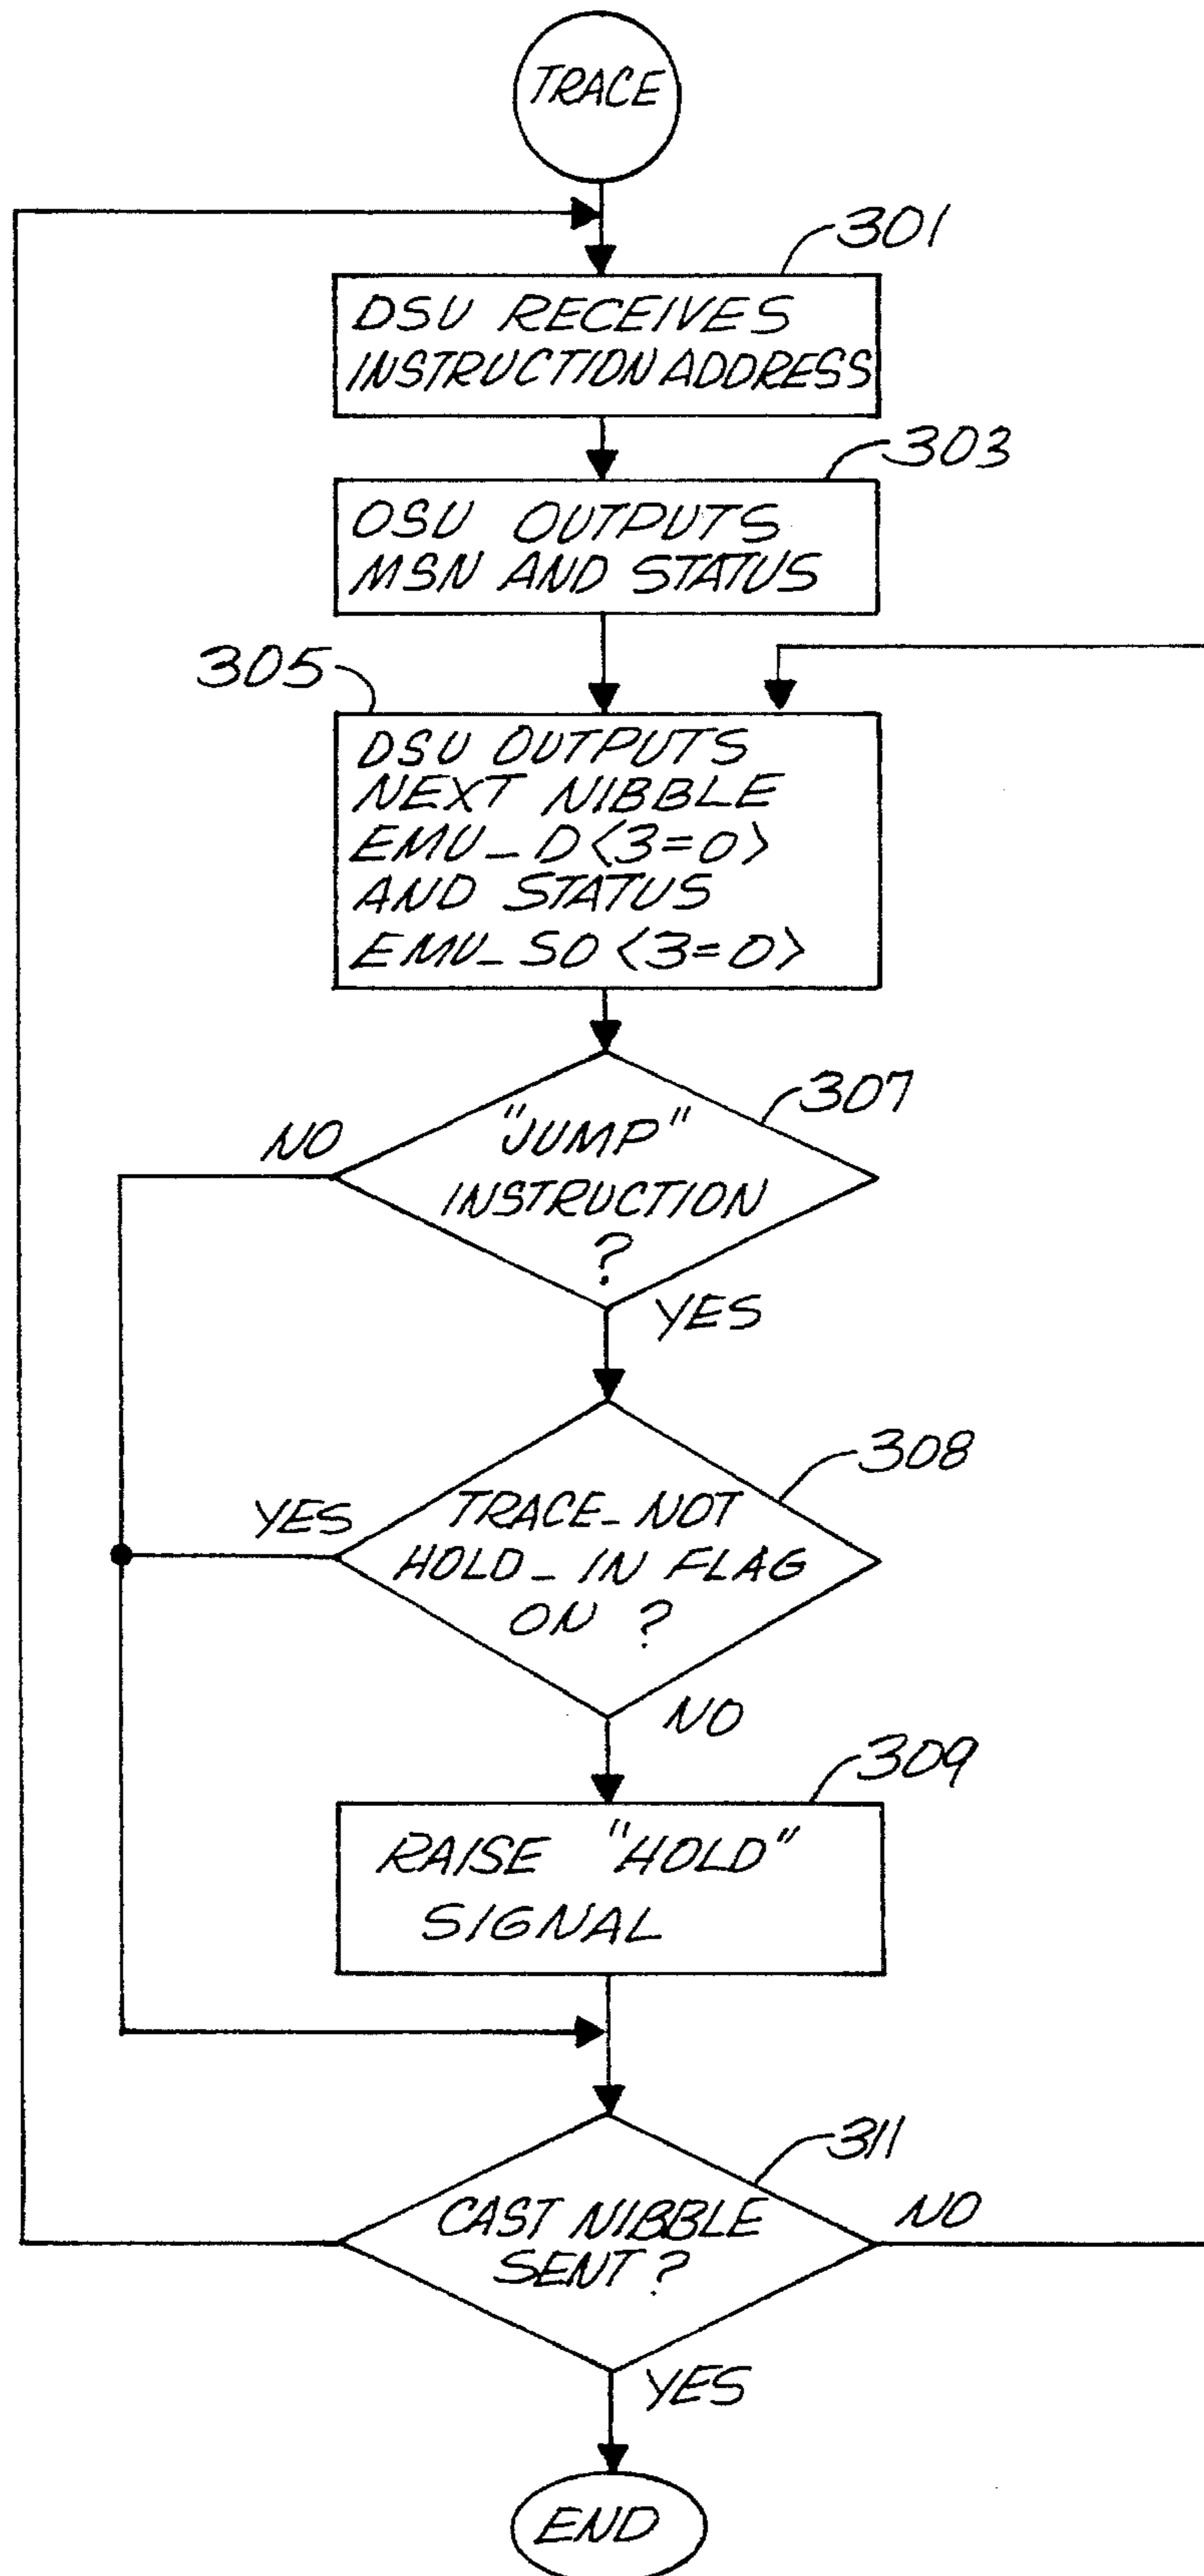 TRACE
301
DSU RECEIVES
INSTRUCTION ADDRESS
303
OSU OUTPUTS
MSN AND STATUS
305
DSU OUTPUTS
NEXT NIBBLE
EMU_D<3=0>
AND STATUS
EMU_SO<3=0>
307
NO
"JUMP"
INSTRUCTION
?
YES
308
YES
TRACE_NOT
HOLD_IN FLAG
ON ?
NO
309
RAISE "HOLD"
SIGNAL
311
CAST NIBBLE
SENT ?
NO
YES
END